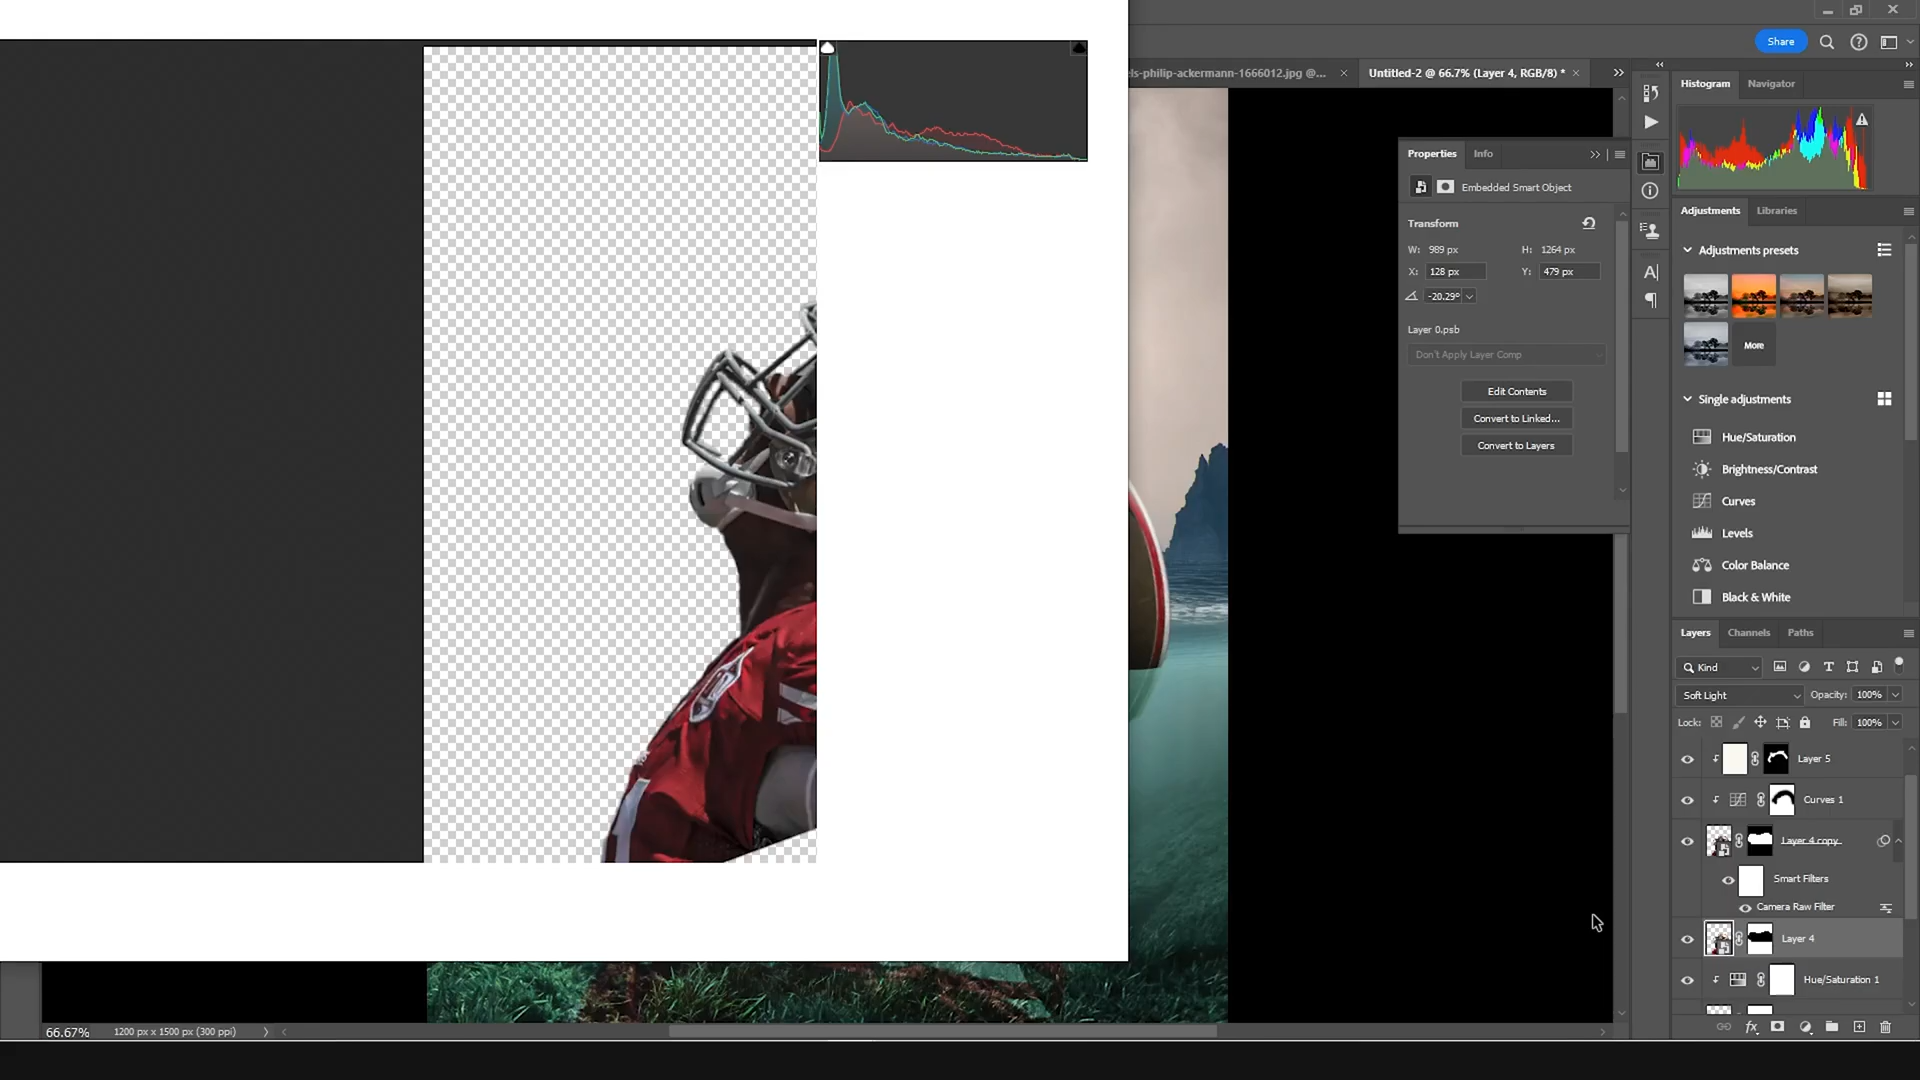 Share
els-philip-ackermann-1666012.jpg @...
Untitled-2 @ 66.7% (Layer 4, RGB/8) *
Histogram
Navigator
Properties
Info
Embedded Smart Object
Transform
W: 989 px
H: 1264 px
X: 128 px
Y: 479 px
-20.29°
Layer 0.psb
Don't Apply Layer Comp
Edit Contents
Convert to Linked...
Convert to Layers
Adjustments
Libraries
Adjustments presets
More
Single adjustments
Hue/Saturation
Brightness/Contrast
Curves
Levels
Color Balance
Black & White
Layers
Channels
Paths
Kind
Soft Light
Opacity: 100%
Lock:
Fill: 100%
Layer 5
Curves 1
Layer 4 copy
Smart Filters
Camera Raw Filter
Layer 4
Hue/Saturation 1
66.67%
1200 px x 1500 px (300 ppi)